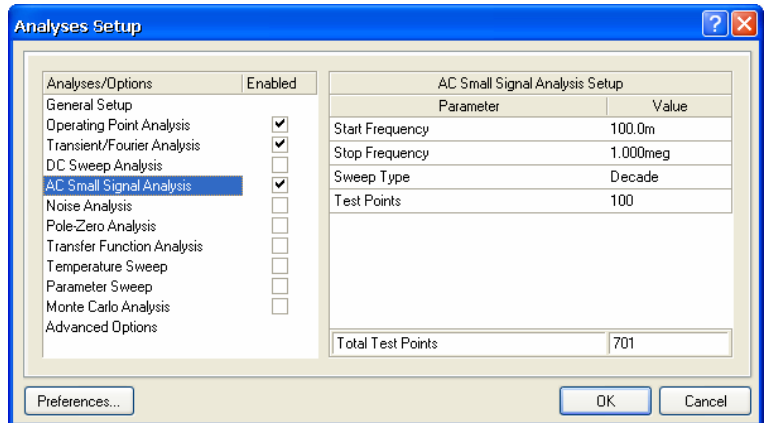 Analyses Setup
Analyses/Options Enabled
General Setup
Operating Point Analysis
Transient/Fourier Analysis
DC Sweep Analysis
AC Small Signal Analysis
Noise Analysis
Pole-Zero Analysis
Transfer Function Analysis
Temperature Sweep
Parameter Sweep
Monte Carlo Analysis
Advanced Options
AC Small Signal Analysis Setup
Parameter Value
Start Frequency 100.0m
Stop Frequency 1.000meg
Sweep Type Decade
Test Points 100
Total Test Points 701
Preferences... OK Cancel